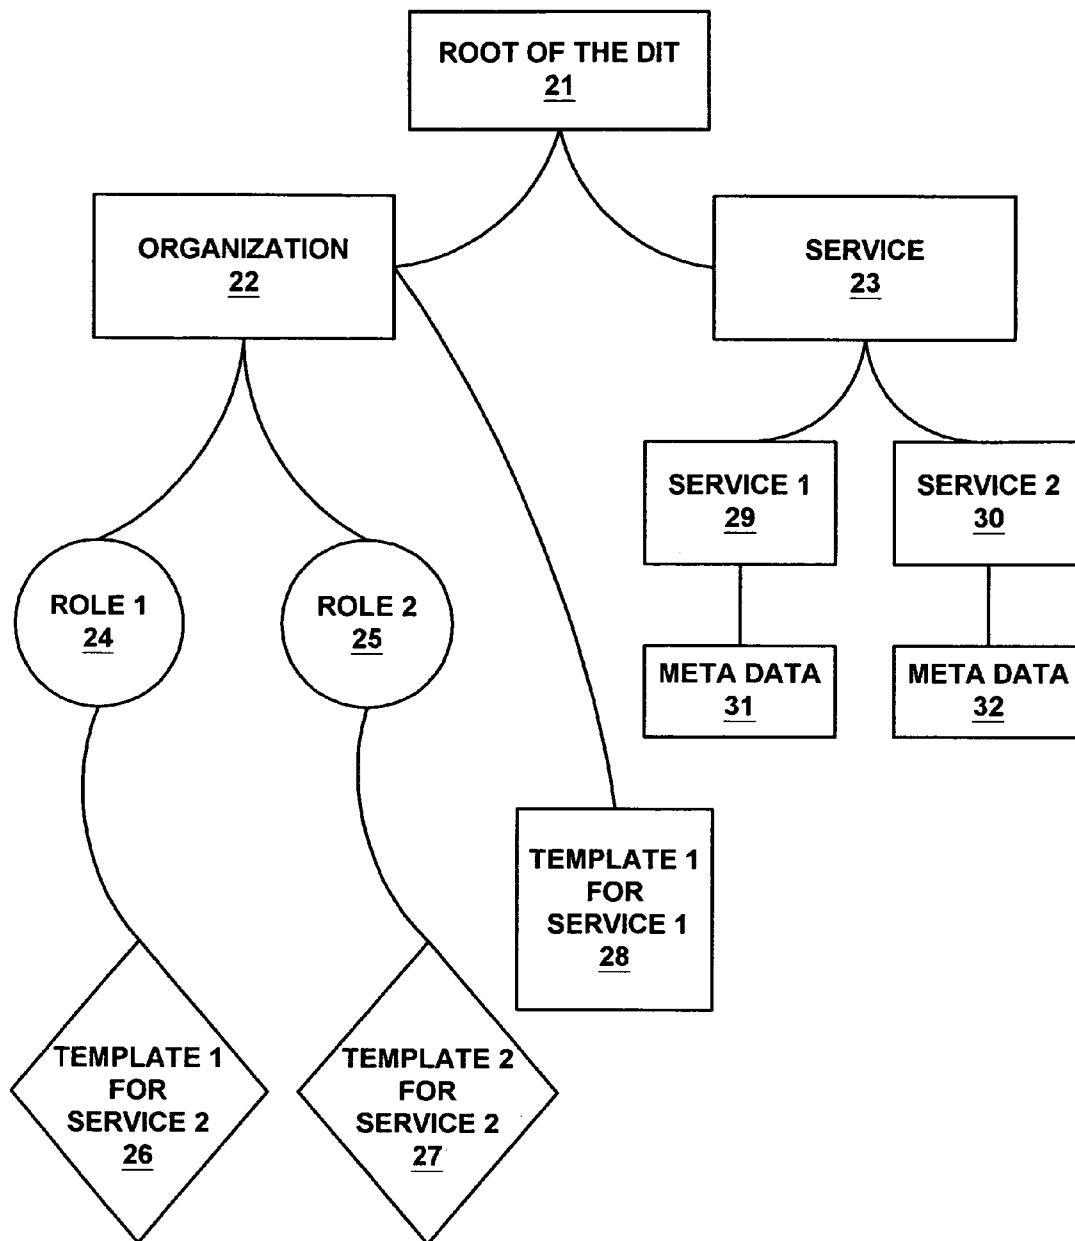 ROOT OF THE DIT
21
ORGANIZATION
22
SERVICE
23
SERVICE 1
29
SERVICE 2
30
ROLE 1
24
ROLE 2
25
META DATA
31
META DATA
32
TEMPLATE 1
FOR
SERVICE 1
28
TEMPLATE 1
FOR
SERVICE 2
26
TEMPLATE 2
FOR
SERVICE 2
27